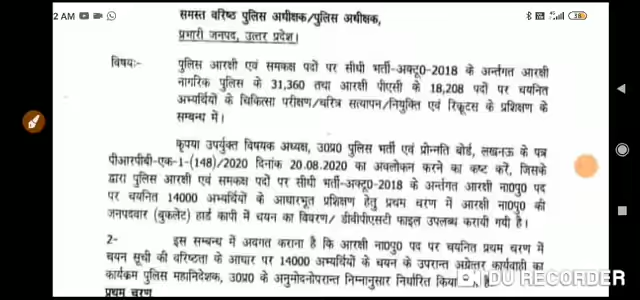 2 AM
38
समस्त वरिष्ठ पुलिस अधीक्षक/पुलिस अधीक्षक,
प्रभारी जनपद, उत्तर प्रदेश।
विषयः- पुलिस आरक्षी एवं समकक्ष पदों पर सीधी भर्ती-अक्टू0-2018 के अर्न्तगत आरक्षी
नागरिक पुलिस के 31,360 तथा आरक्षी पीएसी के 18,208 पदों पर चयनित
अभ्यर्थियों के चिकित्सा परीक्षण/चरित्र सत्यापन/नियुक्ति एवं रिक्रूटस के प्रशिक्षण के
सम्बन्ध में।
कृपया उपर्युक्त विषयक अध्यक्ष, उ0प्र0 पुलिस भर्ती एवं प्रोन्नति बोर्ड, लखनऊ के पत्र
पीआरपीबी-एक-1-(148)/2020 दिनांक 20.08.2020 का अवलोकन करने का कष्ट करें, जिसके
द्वारा पुलिस आरक्षी एवं समकक्ष पदों पर सीधी भर्ती-अक्टू0-2018 के अर्न्तगत आरक्षी ना0पु0 पद
पर चयनित 14000 अभ्यर्थियों के आधारभूत प्रशिक्षण हेतु प्रथम चरण में आरक्षी ना0पु0 की
जनपदवार (बुकलेट) हार्ड कापी में चयन का विवरण/ डीवीपीएसटी फाइल उपलब्ध करायी गयी है।
2- इस सम्बन्ध में अवगत कराना है कि आरक्षी ना0पु0 पद पर चयनित प्रथम चरण में
चयन सूची की वरिष्ठता के आधार पर 14000 अभ्यर्थियों के चयन के उपरान्त अग्रेत्तर कार्यवाही का
कार्यक्रम पुलिस महानिदेशक, उ0प्र0 के अनुमोदनोपरान्त निम्नानुसार निर्धारित किया है
प्रथम चरण
DU RECORDER